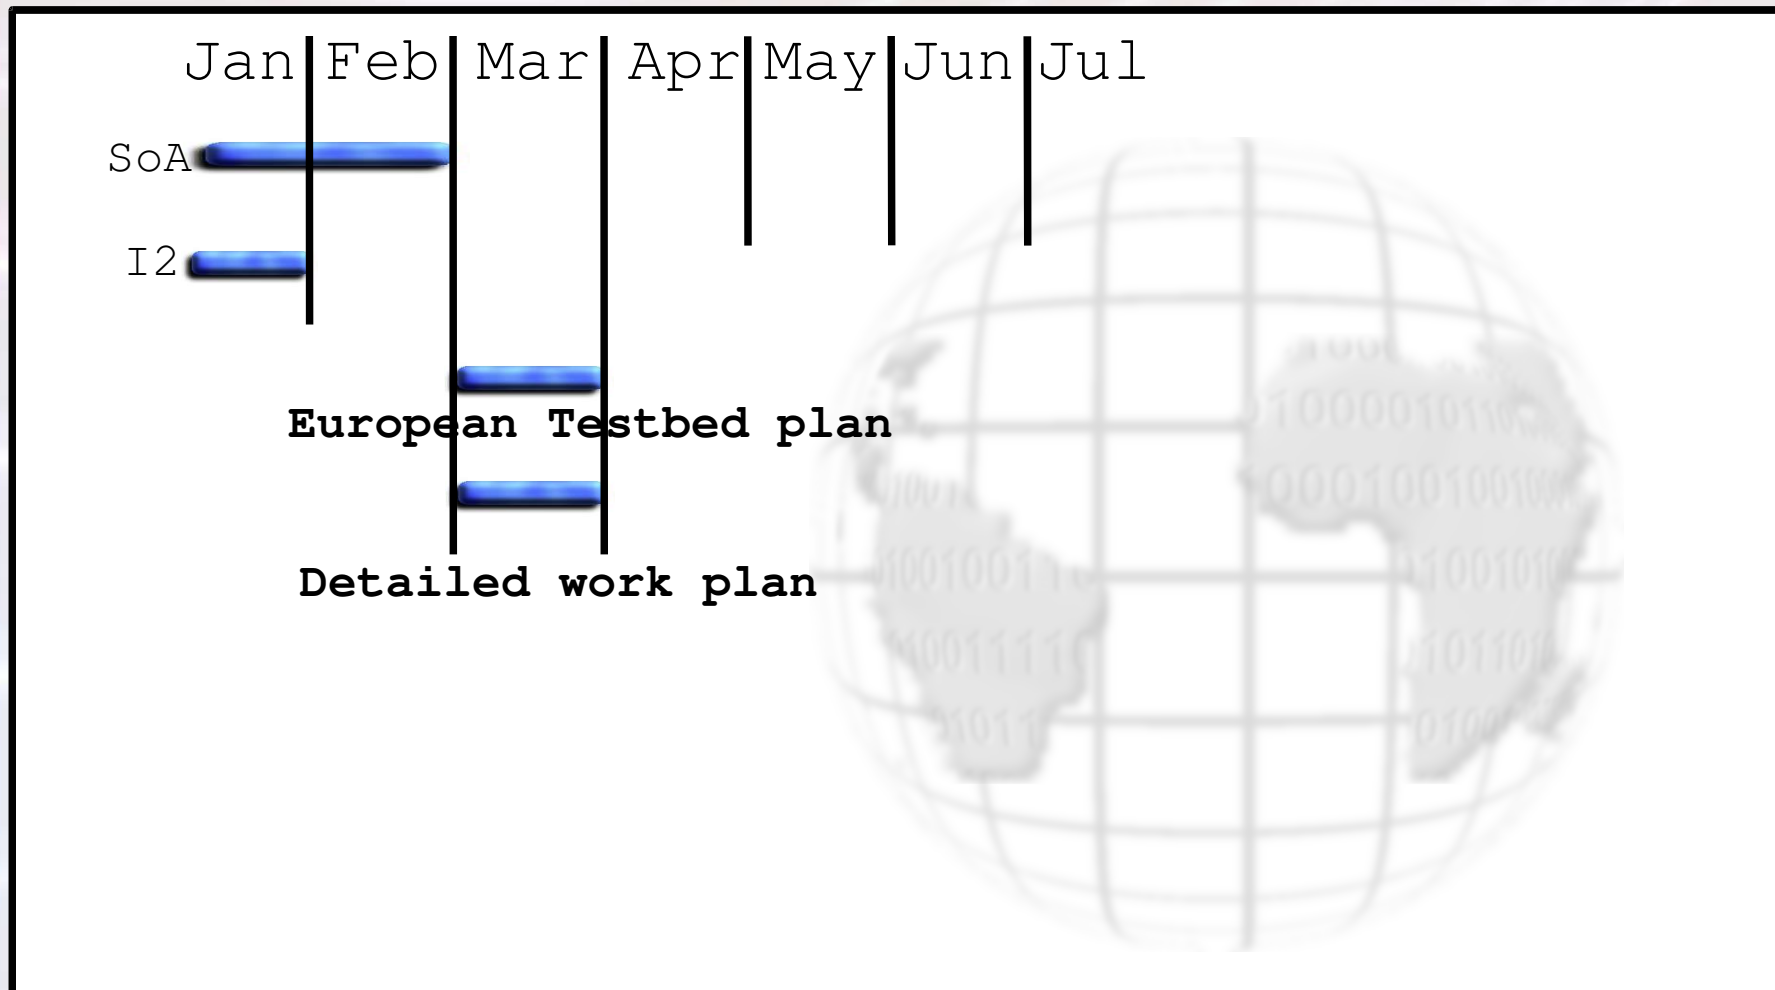 Jan Feb Mar Apr May Jun Jul
SoA
I2
European Testbed plan
Detailed work plan